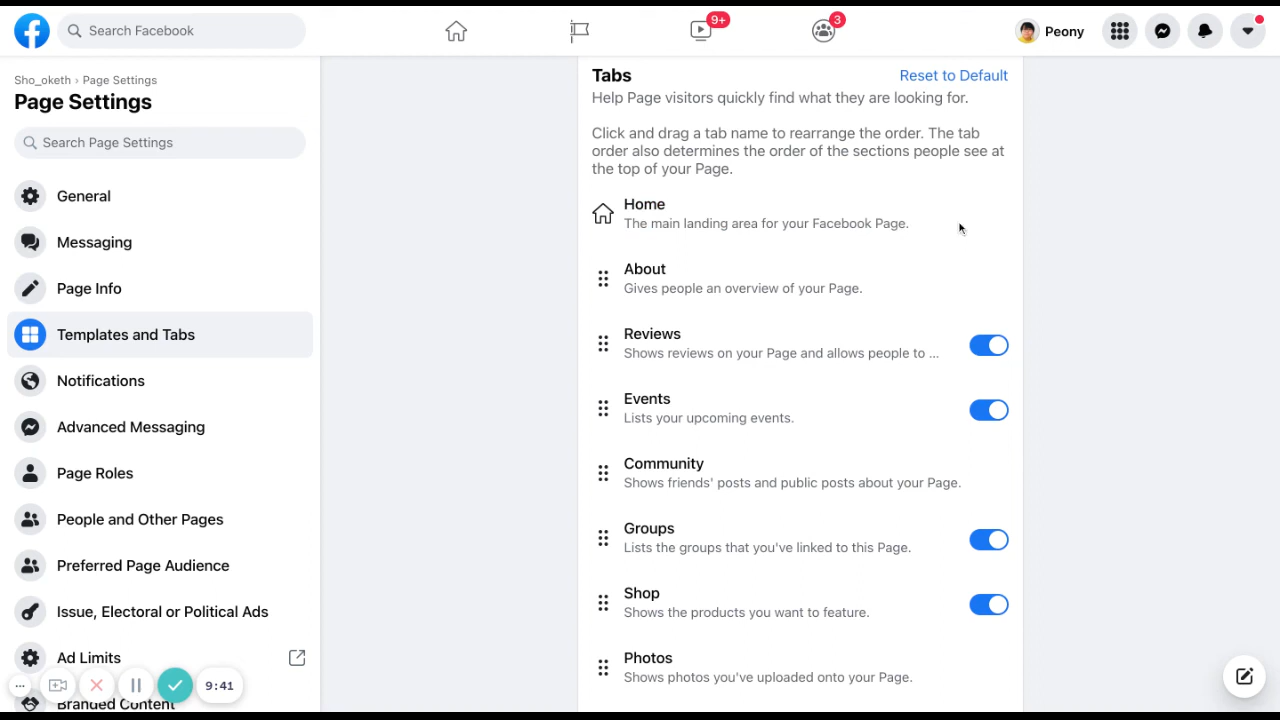 Search Facebook
9+
3
Peony
Sho_oketh › Page Settings
Page Settings
Search Page Settings
General
Messaging
Page Info
Templates and Tabs
Notifications
Advanced Messaging
Page Roles
People and Other Pages
Preferred Page Audience
Issue, Electoral or Political Ads
Ad Limits
Branded Content
9:41
Tabs
Reset to Default
Help Page visitors quickly find what they are looking for.
Click and drag a tab name to rearrange the order. The tab
order also determines the order of the sections people see at
the top of your Page.
Home
The main landing area for your Facebook Page.
About
Gives people an overview of your Page.
Reviews
Shows reviews on your Page and allows people to ...
Events
Lists your upcoming events.
Community
Shows friends' posts and public posts about your Page.
Groups
Lists the groups that you've linked to this Page.
Shop
Shows the products you want to feature.
Photos
Shows photos you've uploaded onto your Page.